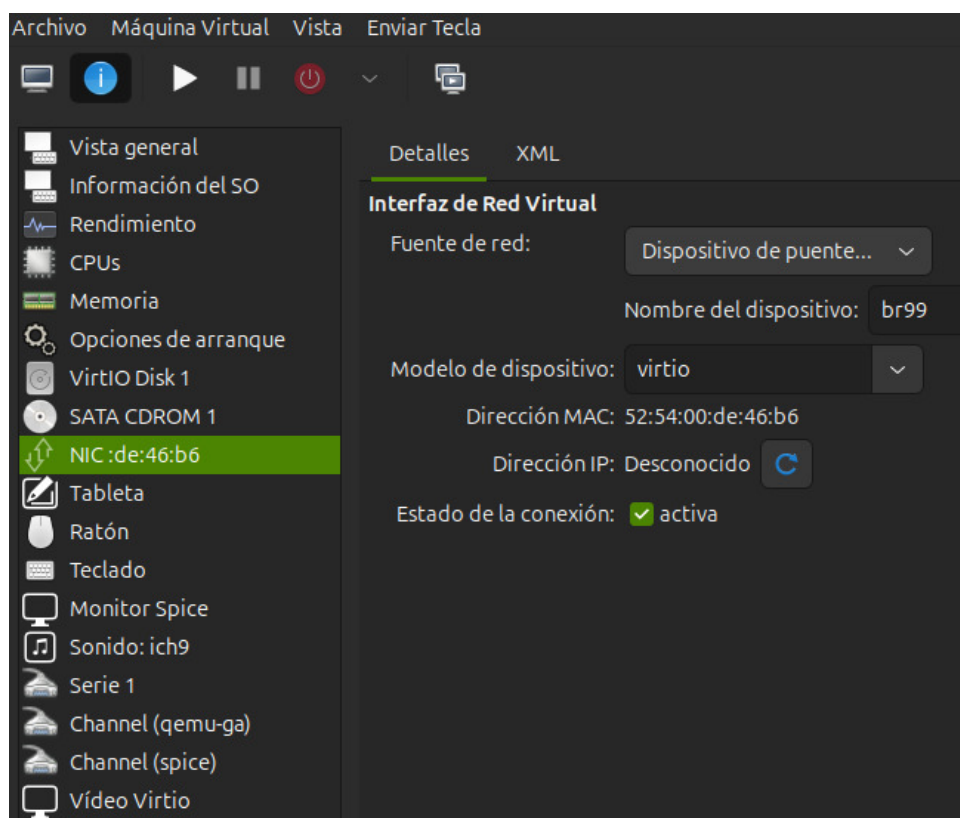 Archivo Máquina Virtual Vista Enviar Tecla
Vista general
Información del SO
Rendimiento
CPUs
Memoria
Opciones de arranque
VirtIO Disk 1
SATA CDROM 1
NIC :de:46:b6
Tableta
Ratón
Teclado
Monitor Spice
Sonido: ich9
Serie 1
Channel (qemu-ga)
Channel (spice)
Vídeo Virtio
Detalles XML
Interfaz de Red Virtual
Fuente de red: Dispositivo de puente...
Nombre del dispositivo: br99
Modelo de dispositivo: virtio
Dirección MAC: 52:54:00:de:46:b6
Dirección IP: Desconocido
Estado de la conexión: activa